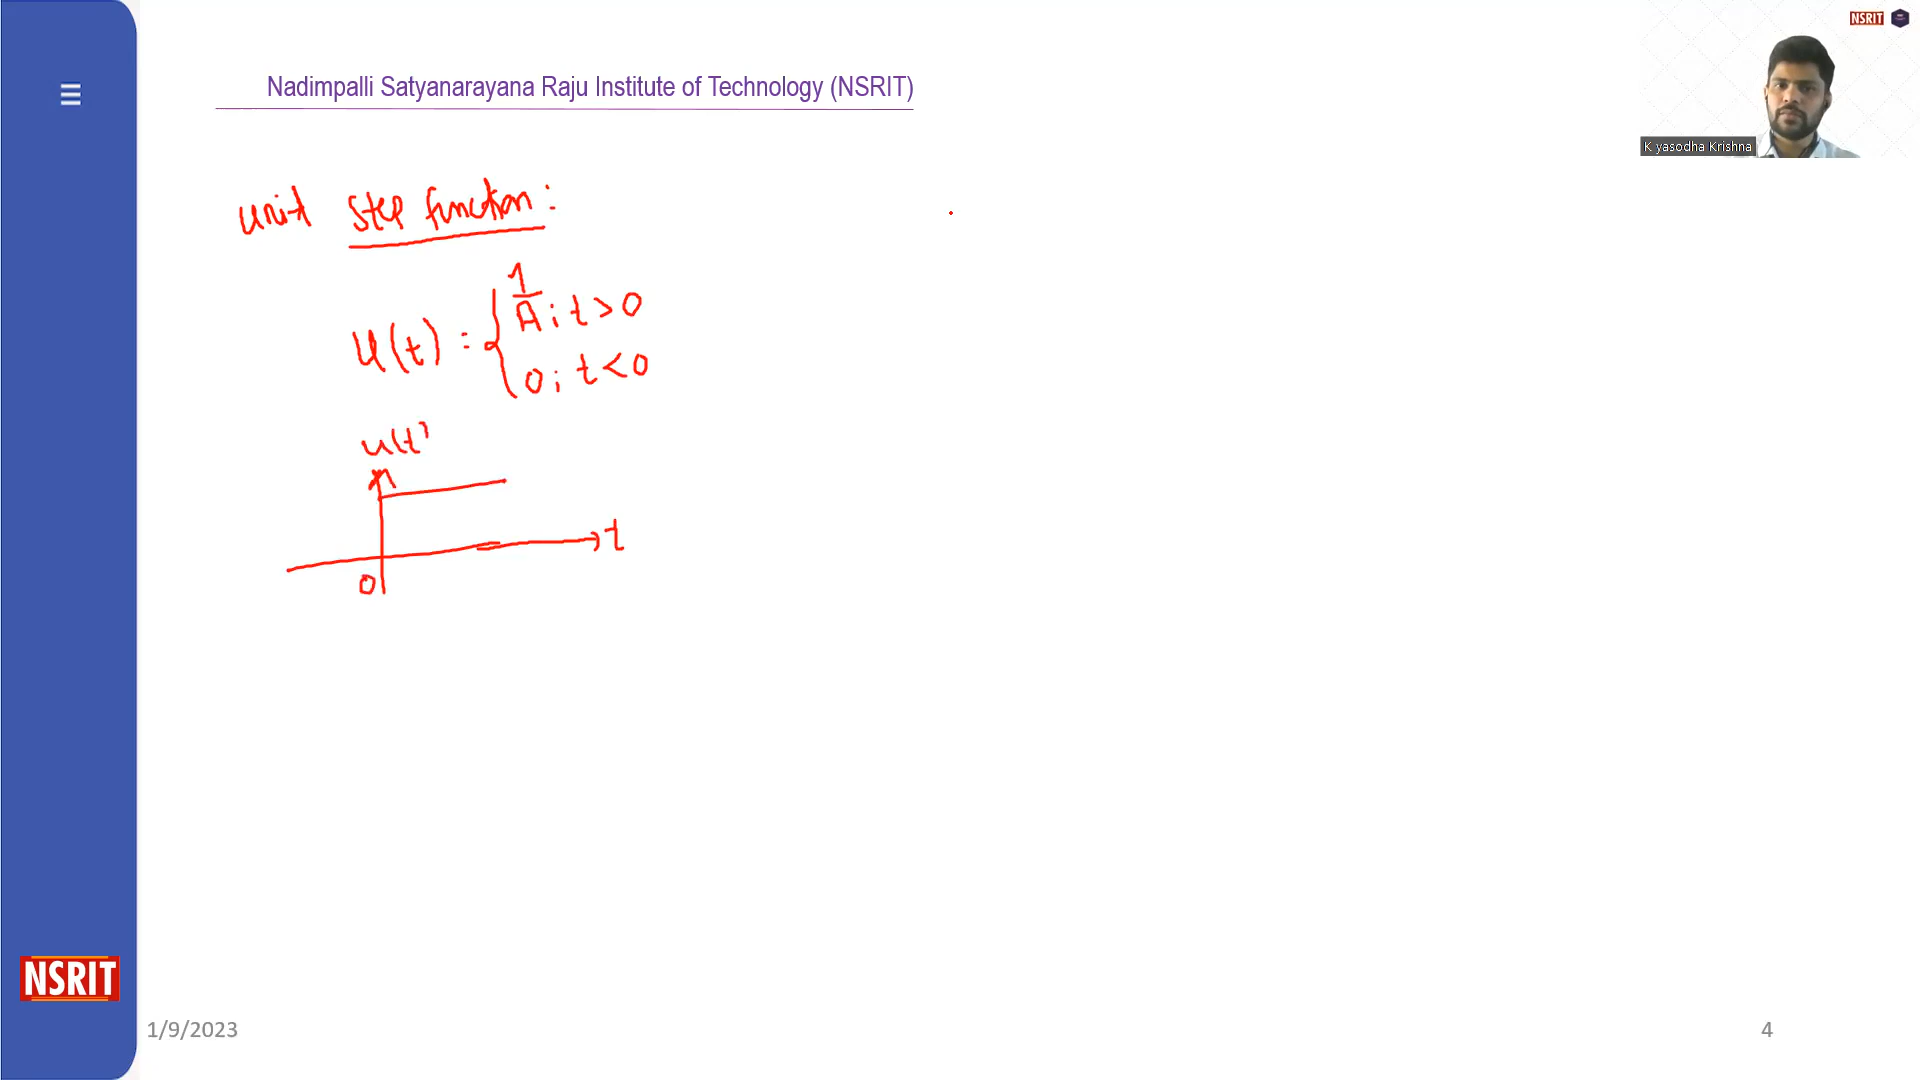 NSRIT
Nadimpalli Satyanarayana Raju Institute of Technology (NSRIT)
K yasodha Krishna
unit step function:
u(t) = { 1/A ; t > 0
0 ; t < 0
u(t)
t
0
NSRIT
1/9/2023
4